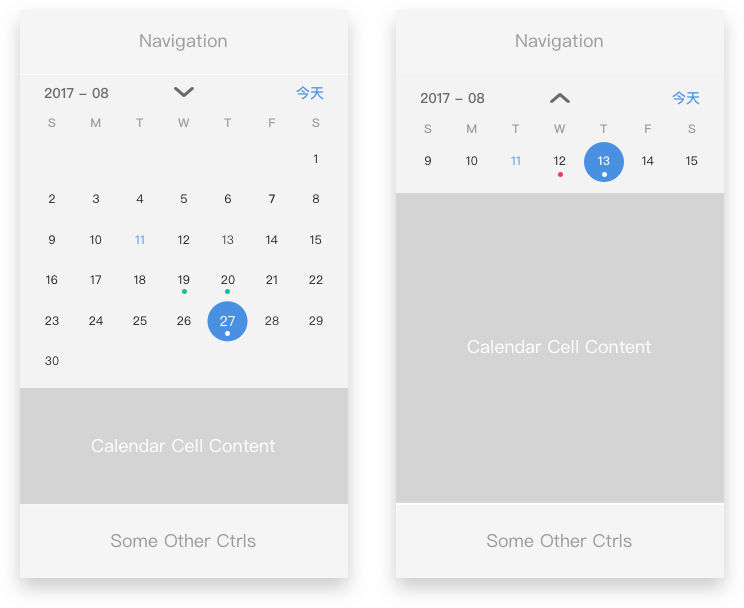 Navigation
2017 – 08 今天
S M T W T F S
1
2 3 4 5 6 7 8
9 10 11 12 13 14 15
16 17 18 19 20 21 22
23 24 25 26 27 28 29
30
Calendar Cell Content
Some Other Ctrls
Navigation
2017 – 08 今天
S M T W T F S
9 10 11 12 13 14 15
Calendar Cell Content
Some Other Ctrls